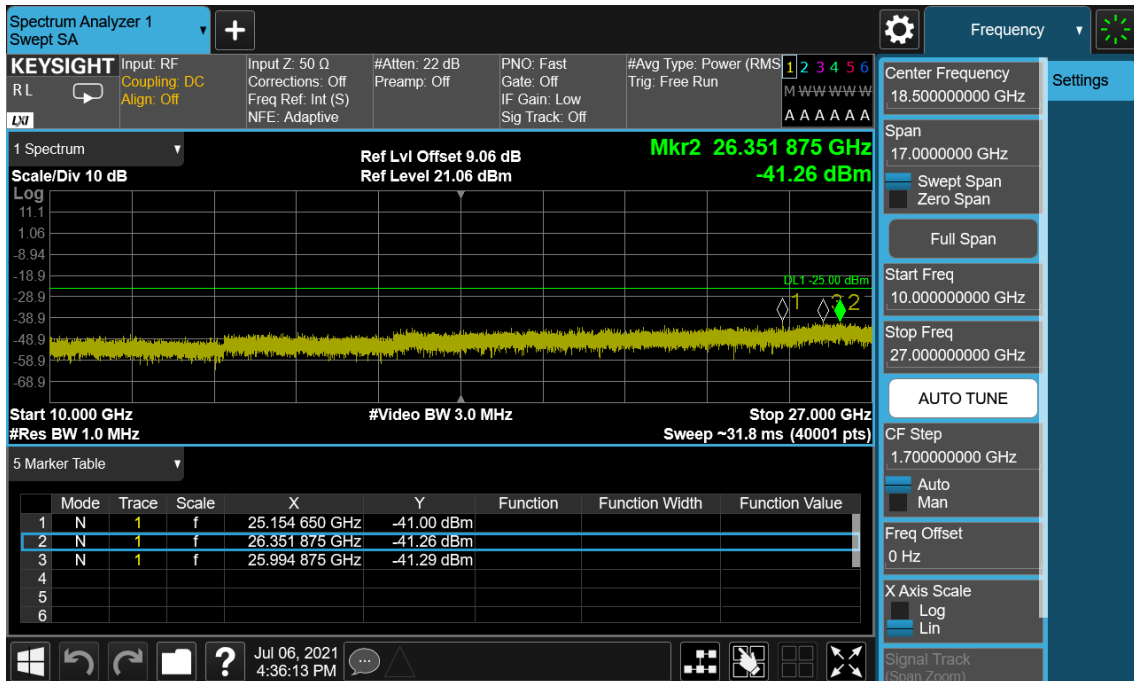 Spectrum Analyzer 1
Swept SA
Frequency
KEYSIGHT
R L
LXI
Input: RF
Coupling: DC
Align: Off
Input Z: 50 Ω
Corrections: Off
Freq Ref: Int (S)
NFE: Adaptive
#Atten: 22 dB
Preamp: Off
PNO: Fast
Gate: Off
IF Gain: Low
Sig Track: Off
#Avg Type: Power (RMS
Trig: Free Run
1 2 3 4 5 6
M W W W W W
A A A A A A
1 Spectrum
Scale/Div 10 dB
Ref Lvl Offset 9.06 dB
Ref Level 21.06 dBm
Mkr2 26.351 875 GHz
-41.26 dBm
Log
11.1
1.06
-8.94
-18.9
-28.9
-38.9
-48.9
-58.9
-68.9
DL1 -25.00 dBm
1 3 2
Start 10.000 GHz
#Video BW 3.0 MHz
Stop 27.000 GHz
#Res BW 1.0 MHz
Sweep ~31.8 ms (40001 pts)
5 Marker Table
Mode Trace Scale X Y Function Function Width Function Value
1 N 1 f 25.154 650 GHz -41.00 dBm
2 N 1 f 26.351 875 GHz -41.26 dBm
3 N 1 f 25.994 875 GHz -41.29 dBm
4
5
6
Jul 06, 2021
4:36:13 PM
Center Frequency
18.500000000 GHz
Span
17.0000000 GHz
Swept Span
Zero Span
Full Span
Start Freq
10.000000000 GHz
Stop Freq
27.000000000 GHz
AUTO TUNE
CF Step
1.700000000 GHz
Auto
Man
Freq Offset
0 Hz
X Axis Scale
Log
Lin
Signal Track
(Span Zoom)
Settings